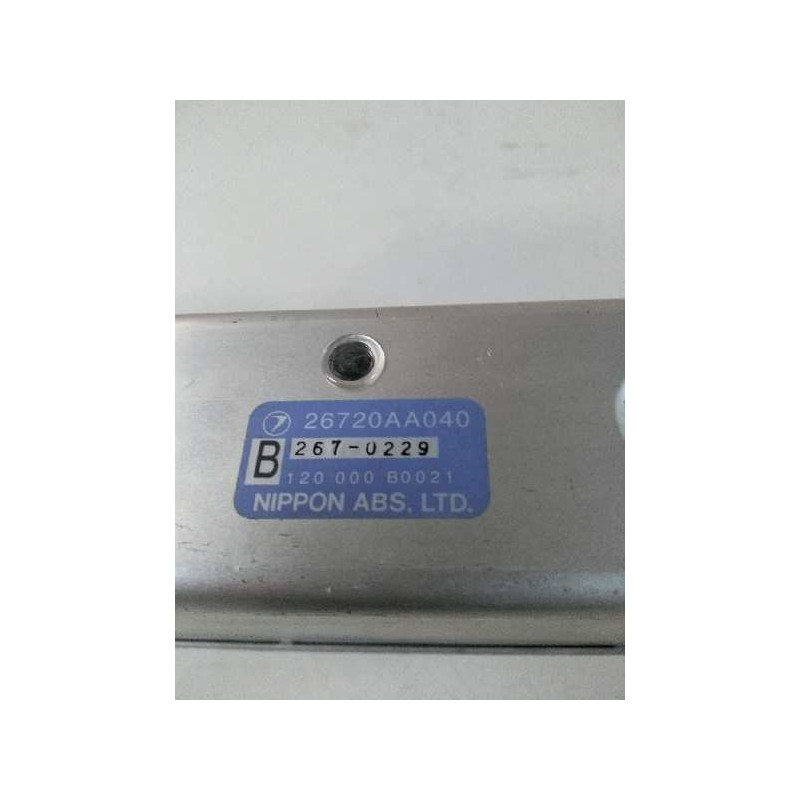 26720AA040
B 267-0229
120 000 B0021
NIPPON ABS, LTD.